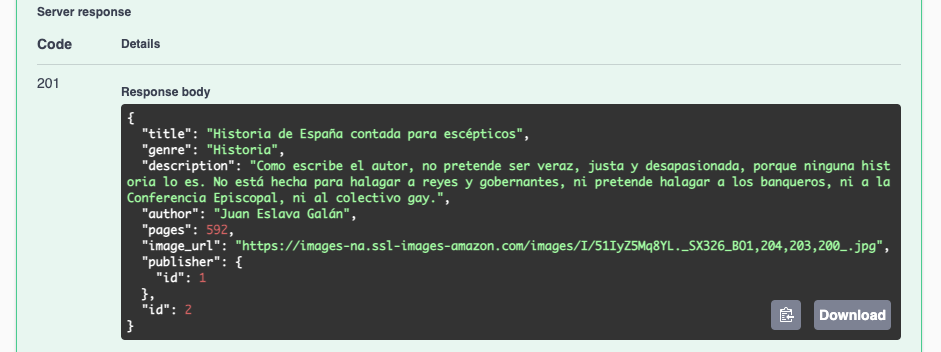 Server response
Code Details
201
Response body
{
"title": "Historia de España contada para escépticos",
"genre": "Historia",
"description": "Como escribe el autor, no pretende ser veraz, justa y desapasionada, porque ninguna hist
oria lo es. No está hecha para halagar a reyes y gobernantes, ni pretende halagar a los banqueros, ni a la
Conferencia Episcopal, ni al colectivo gay.",
"author": "Juan Eslava Galán",
"pages": 592,
"image_url": "https://images-na.ssl-images-amazon.com/images/I/51IyZ5Mq8YL._SX326_BO1,204,203,200_.jpg",
"publisher": {
"id": 1
},
"id": 2
}
Download